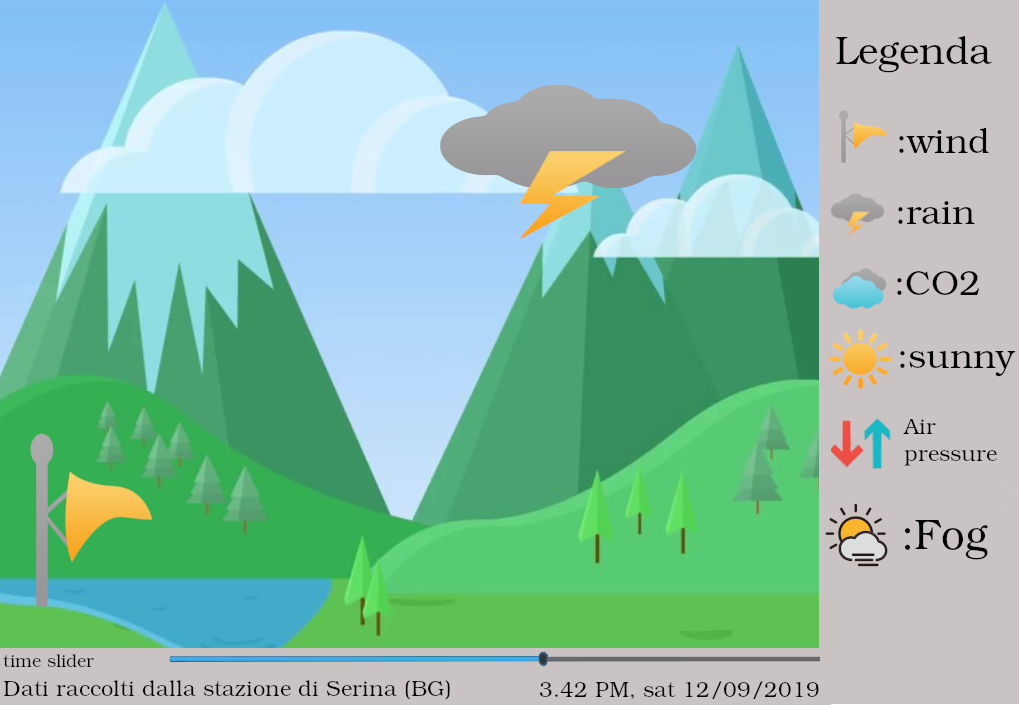 Legenda
:wind
:rain
:CO2
:sunny
Air
pressure
:Fog
time slider
Dati raccolti dalla stazione di Serina (BG)
3.42 PM, sat 12/09/2019